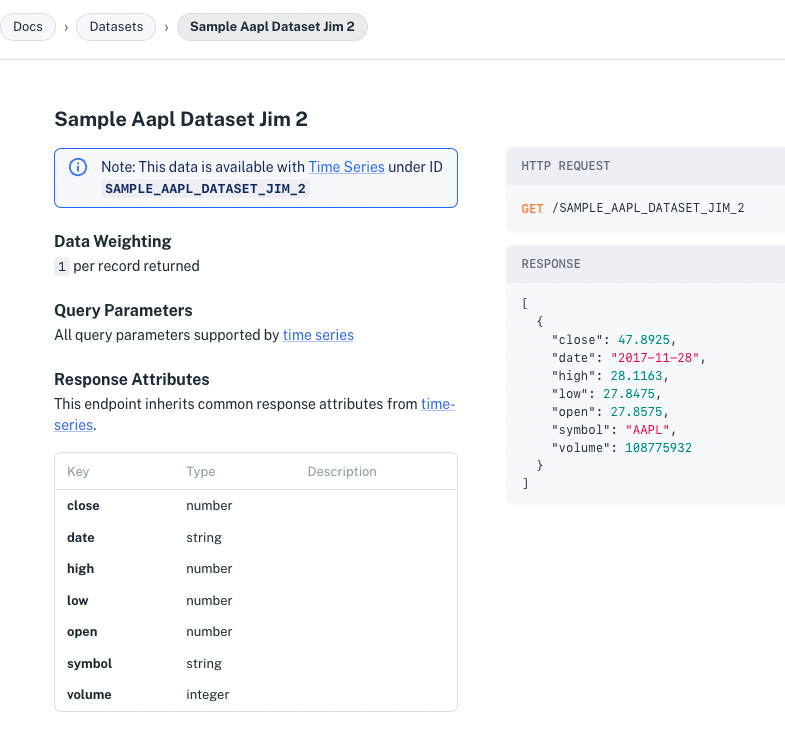 Docs › Datasets › Sample Aapl Dataset Jim 2
Sample Aapl Dataset Jim 2
Note: This data is available with Time Series under ID
SAMPLE_AAPL_DATASET_JIM_2
Data Weighting
1 per record returned
Query Parameters
All query parameters supported by time series
Response Attributes
This endpoint inherits common response attributes from time-
series.
Key Type Description
close number
date string
high number
low number
open number
symbol string
volume integer
HTTP REQUEST
GET /SAMPLE_AAPL_DATASET_JIM_2
RESPONSE
[
{
"close": 47.8925,
"date": "2017-11-28",
"high": 28.1163,
"low": 27.8475,
"open": 27.8575,
"symbol": "AAPL",
"volume": 108775932
}
]